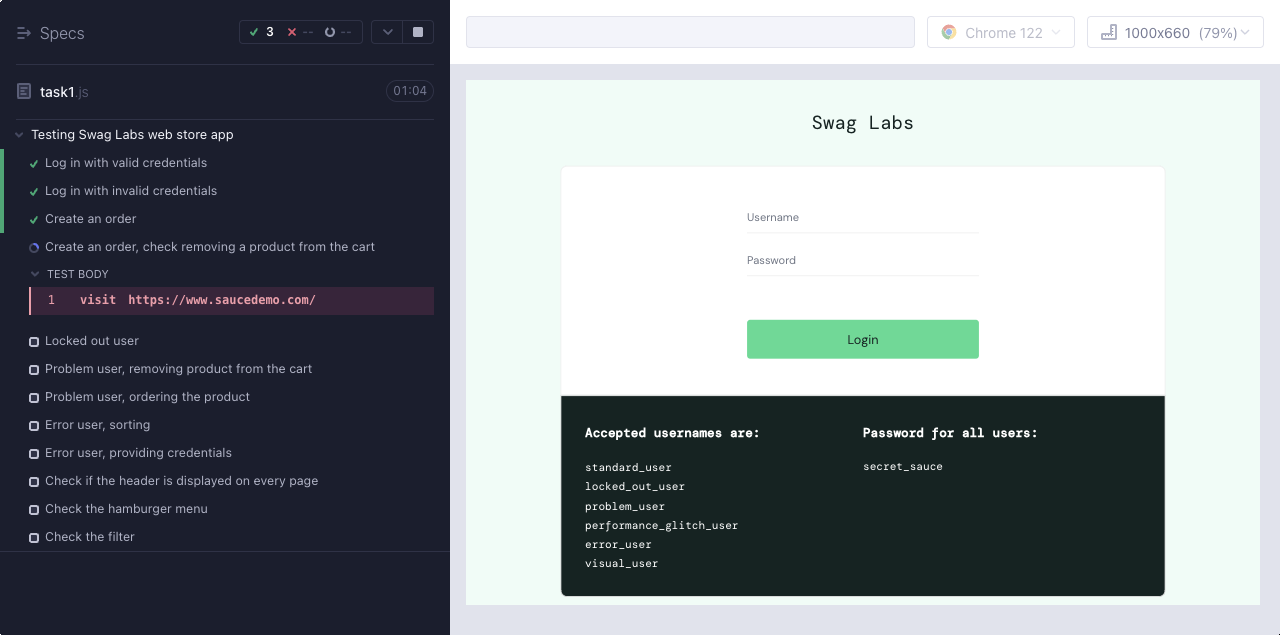 Specs
3 -- --
task1.js
01:04
Testing Swag Labs web store app
Log in with valid credentials
Log in with invalid credentials
Create an order
Create an order, check removing a product from the cart
TEST BODY
1 visit https://www.saucedemo.com/
Locked out user
Problem user, removing product from the cart
Problem user, ordering the product
Error user, sorting
Error user, providing credentials
Check if the header is displayed on every page
Check the hamburger menu
Check the filter
Chrome 122
1000x660 (79%)
Swag Labs
Username
Password
Login
Accepted usernames are:
standard_user
locked_out_user
problem_user
performance_glitch_user
error_user
visual_user
Password for all users:
secret_sauce